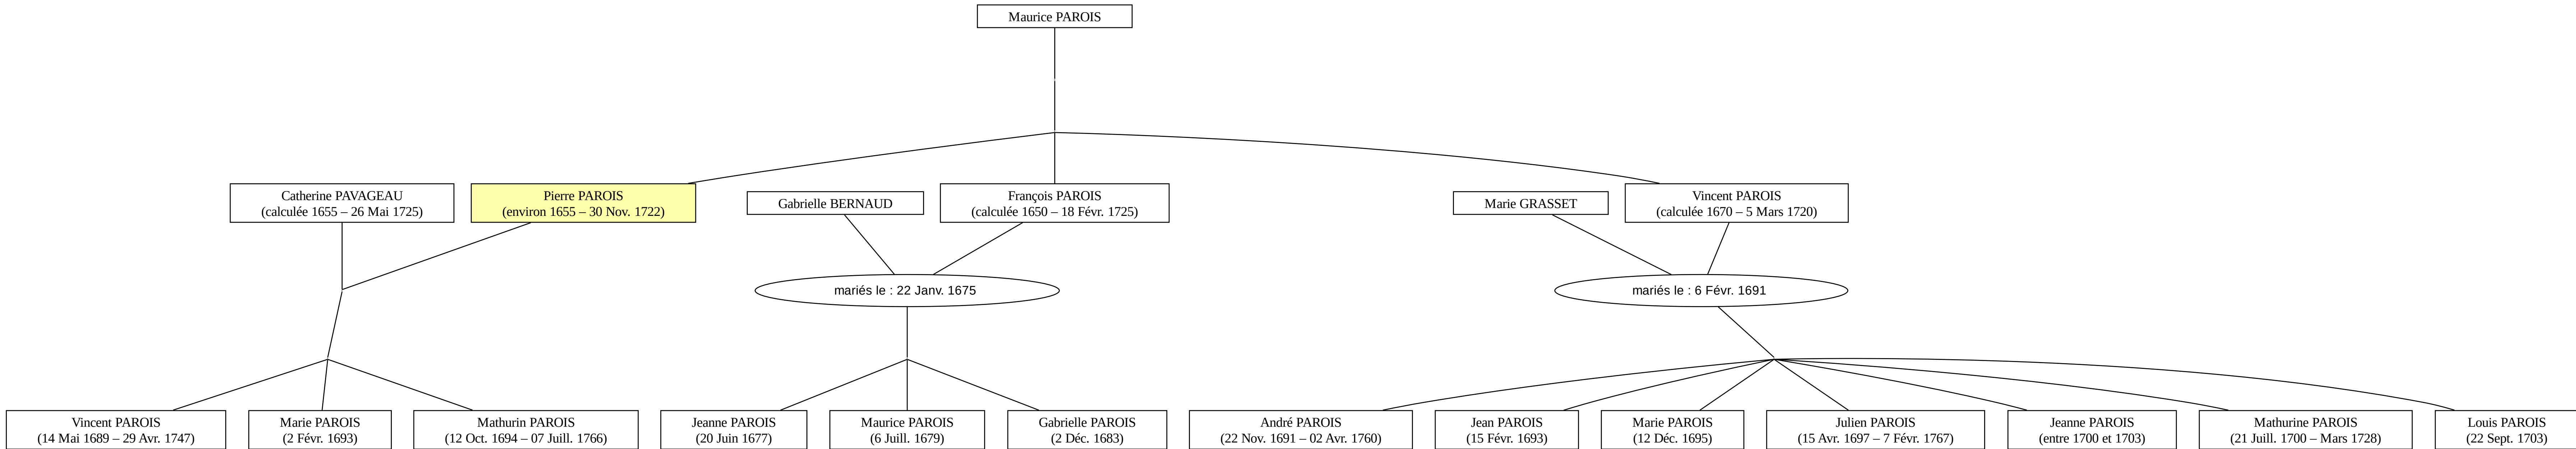 Maurice PAROIS
Catherine PAVAGEAU
(calculée 1655 – 26 Mai 1725)
Pierre PAROIS
(environ 1655 – 30 Nov. 1722)
Gabrielle BERNAUD
François PAROIS
(calculée 1650 – 18 Févr. 1725)
Marie GRASSET
Vincent PAROIS
(calculée 1670 – 5 Mars 1720)
mariés le : 22 Janv. 1675
mariés le : 6 Févr. 1691
Vincent PAROIS
(14 Mai 1689 – 29 Avr. 1747)
Marie PAROIS
(2 Févr. 1693)
Mathurin PAROIS
(12 Oct. 1694 – 07 Juill. 1766)
Jeanne PAROIS
(20 Juin 1677)
Maurice PAROIS
(6 Juill. 1679)
Gabrielle PAROIS
(2 Déc. 1683)
André PAROIS
(22 Nov. 1691 – 02 Avr. 1760)
Jean PAROIS
(15 Févr. 1693)
Marie PAROIS
(12 Déc. 1695)
Julien PAROIS
(15 Avr. 1697 – 7 Févr. 1767)
Jeanne PAROIS
(entre 1700 et 1703)
Mathurine PAROIS
(21 Juill. 1700 – Mars 1728)
Louis PAROIS
(22 Sept. 1703)